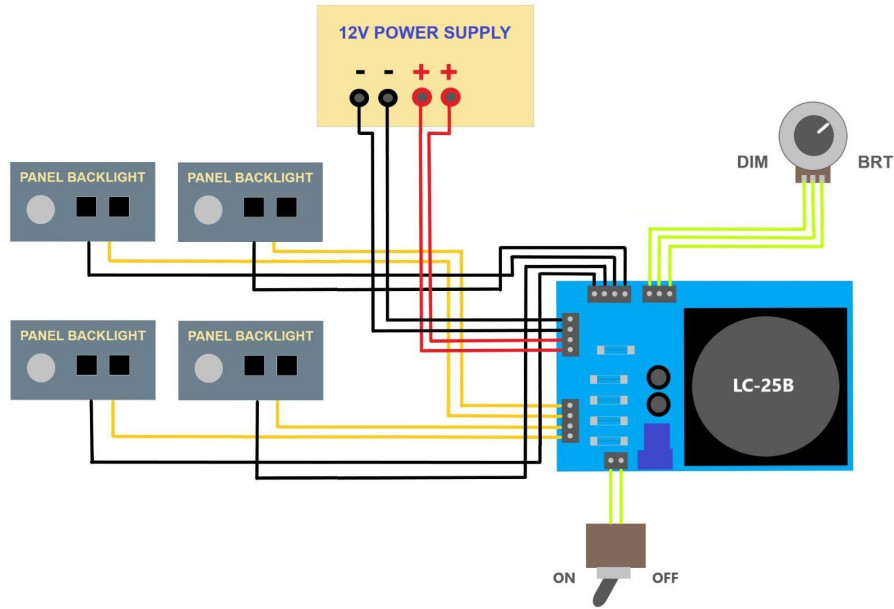 12V POWER SUPPLY
- - + +
DIM
BRT
PANEL BACKLIGHT
PANEL BACKLIGHT
PANEL BACKLIGHT
PANEL BACKLIGHT
LC-25B
ON
OFF